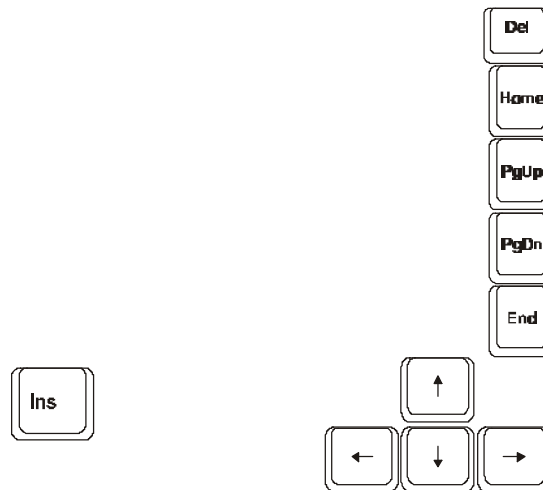 Del
Home
PgUp
PgDn
End
Ins
↑
← ↓ →